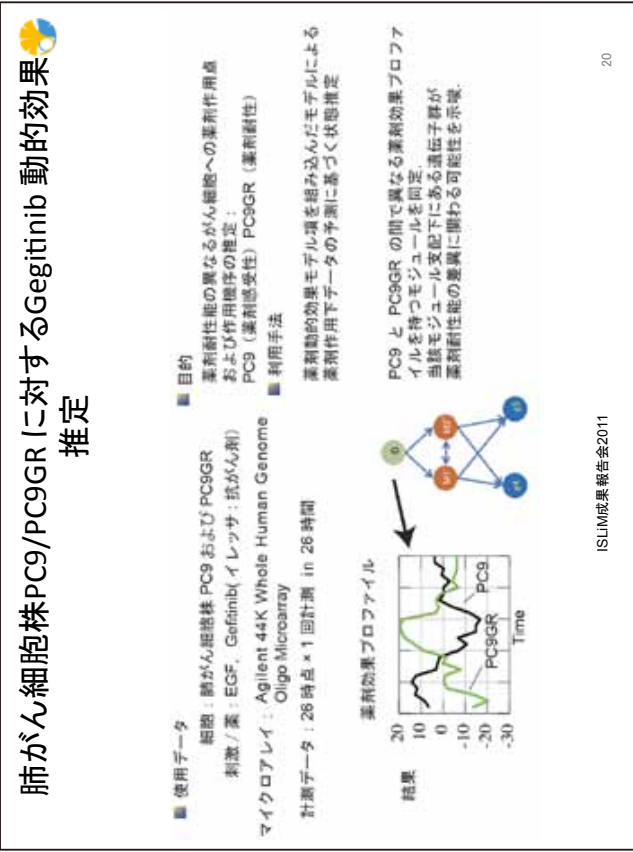 肺がん細胞株PC9/PC9GR に対するGegitinib 動的効果
推定
使用データ
細胞：肺がん細胞株 PC9 および PC9GR
刺激 / 薬：EGF, Gefitinib(イレッサ：抗がん剤)
マイクロアレイ： Agilent 44K Whole Human Genome
Oligo Microarray
計測データ：26 時点 × 1 回計測 in 26 時間
目的
薬剤耐性能の異なるがん細胞への薬剤作用点
および作用機序の推定：
PC9（薬剤感受性）PC9GR（薬剤耐性）
利用手法
薬剤動的効果モデル項を組み込んだモデルによる
薬剤作用下データの予測に基づく状態推定
結果
薬剤効果プロファイル
20
10
0
-10
-20
-30
PC9GR
PC9
Time
PC9 と PC9GR の間で異なる薬剤効果プロファ
イルを持つモジュールを同定.
当該モジュール支配下にある遺伝子群が
薬剤耐性能の差異に関わる可能性を示唆.
ISLiM成果報告会2011
20